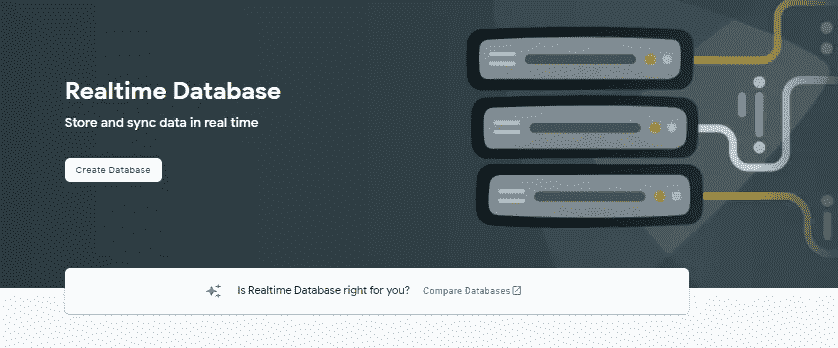 Realtime Database
Store and sync data in real time
Create Database
Is Realtime Database right for you? Compare Databases